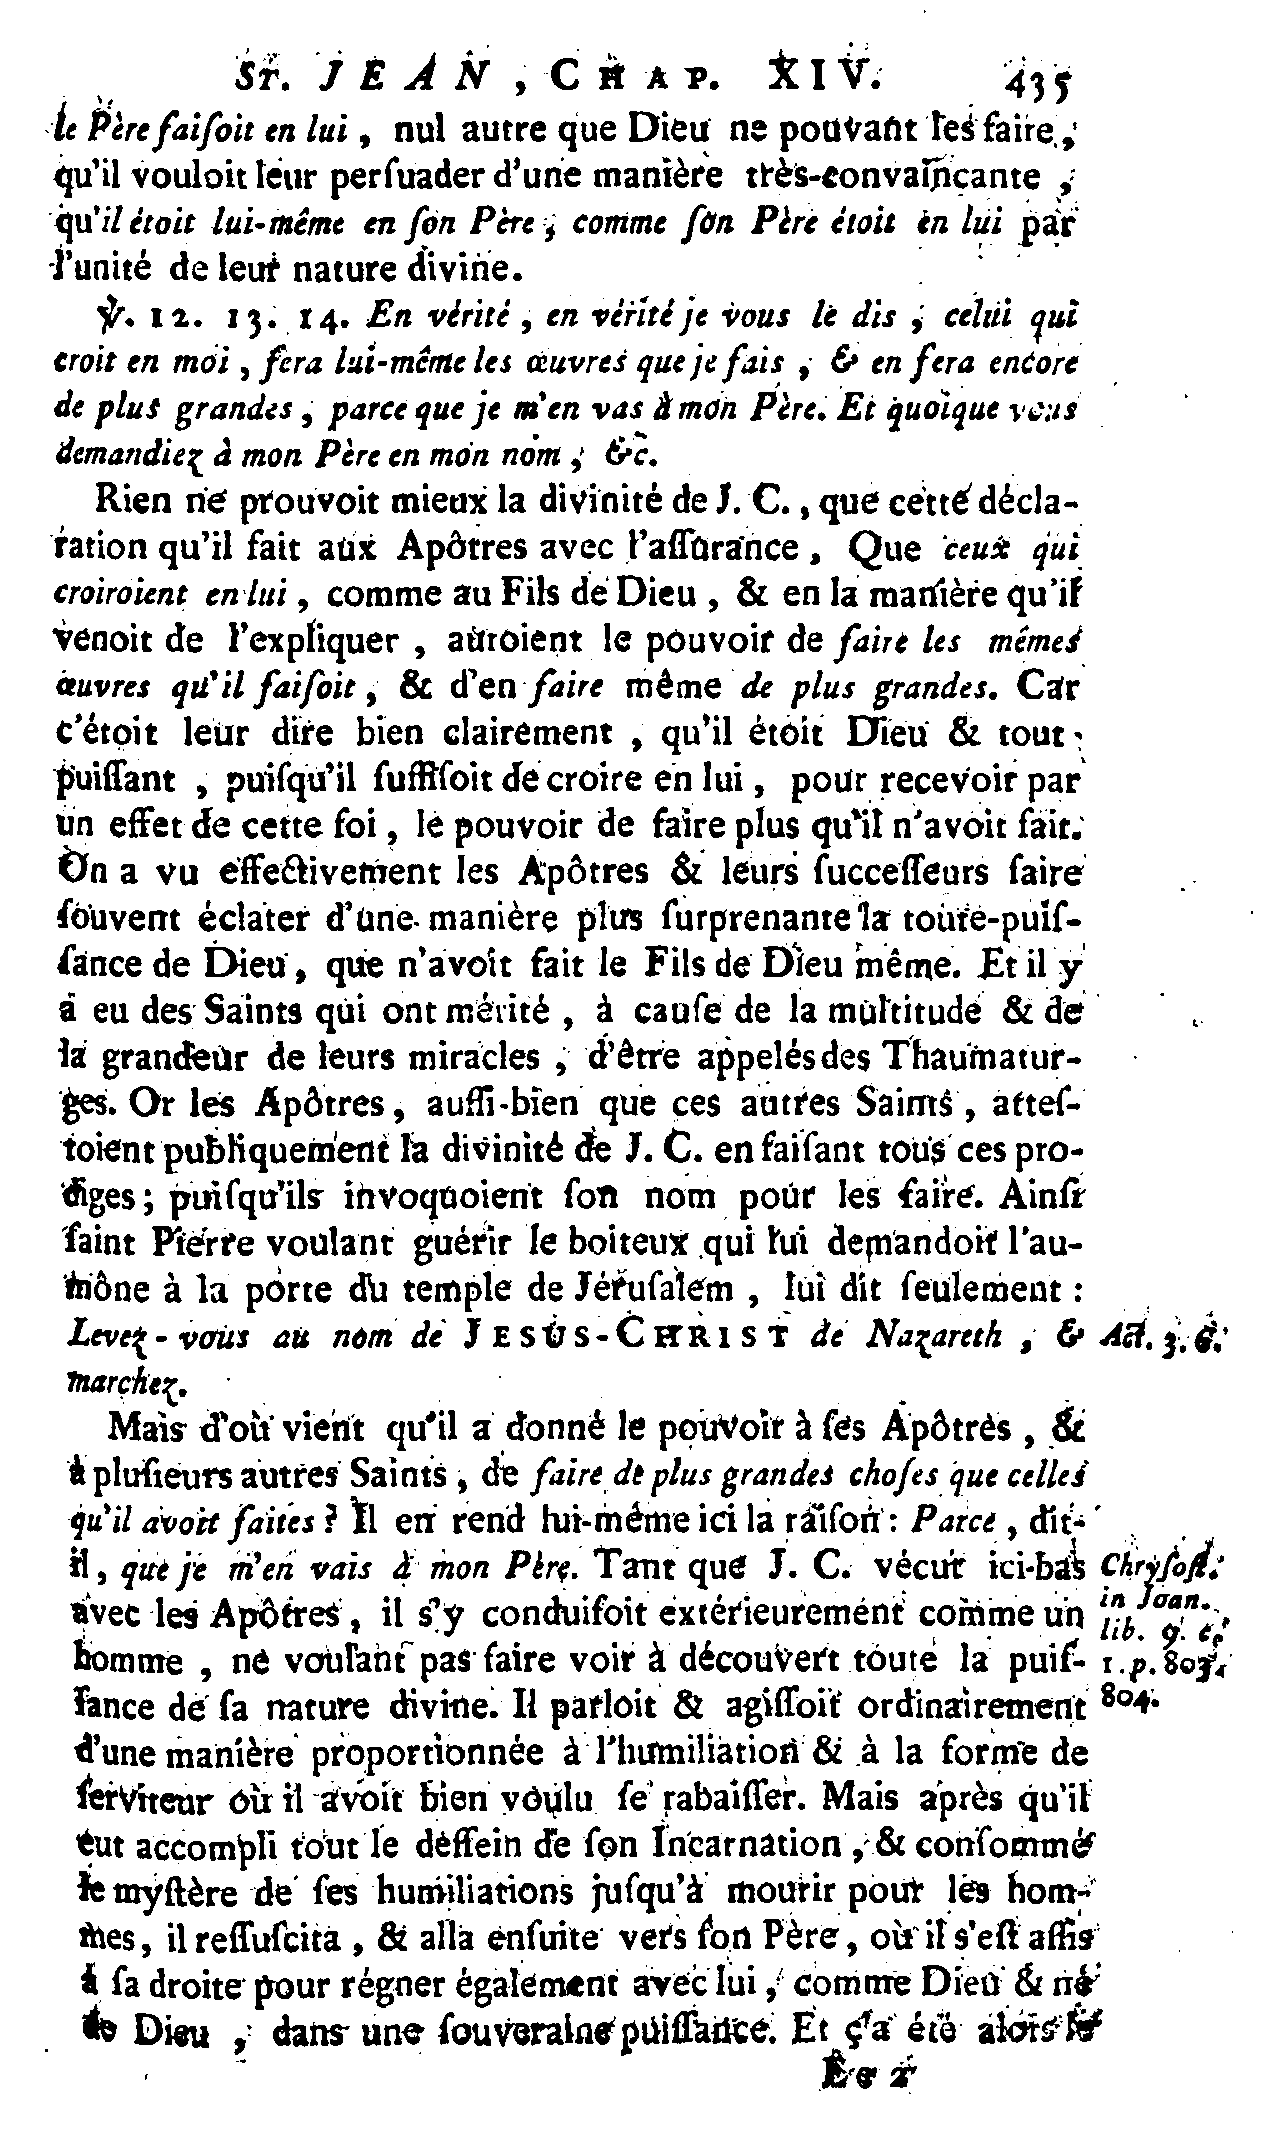 St. JEAN, CHAP. XIV. 435
le Père faiſoit en lui, nul autre que Dieu ne pouvant les faire,
qu'il vouloit leur perſuader d'une manière très-convaincante,
qu'il étoit lui-même en ſon Père, comme ſon Père étoit en lui par
l'unité de leur nature divine.
℣. 12. 13. 14. En vérité, en vérité je vous le dis, celui qui
croit en moi, fera lui-même les œuvres que je fais, & en fera encore
de plus grandes, parce que je m'en vas à mon Père. Et quoique vous
demandiez à mon Père en mon nom, &c.
Rien ne prouvoit mieux la divinité de J. C., que cette décla-
ration qu'il fait aux Apôtres avec l'aſſurance, Que ceux qui
croiroient en lui, comme au Fils de Dieu, & en la manière qu'il
venoit de l'expliquer, auroient le pouvoir de faire les mêmes
œuvres qu'il faiſoit, & d'en faire même de plus grandes. Car
c'étoit leur dire bien clairement, qu'il étoit Dieu & tout
puiſſant, puiſqu'il ſuffiſoit de croire en lui, pour recevoir par
un effet de cette foi, le pouvoir de faire plus qu'il n'avoit fait.
On a vu effectivement les Apôtres & leurs ſucceſſeurs faire
ſouvent éclater d'une manière plus ſurprenante la toute-puiſ-
ſance de Dieu, que n'avoit fait le Fils de Dieu même. Et il y
a eu des Saints qui ont mérité, à cauſe de la multitude & de
la grandeur de leurs miracles, d'être appelés des Thaumatur-
ges. Or les Apôtres, auſſi-bien que ces autres Saints, atteſ-
toient publiquement la divinité de J. C. en faiſant tous ces pro-
diges; puiſqu'ils invoquoient ſon nom pour les faire. Ainſi
ſaint Pierre voulant guérir le boiteux qui lui demandoit l'au-
mône à la porte du temple de Jéruſalem, lui dit ſeulement :
Levez-vous au nom de JESUS-CHRIST de Nazareth, & Act. 3. 6.
marchez.
Mais d'où vient qu'il a donné le pouvoir à ſes Apôtres, &
à pluſieurs autres Saints, de faire de plus grandes choſes que celles
qu'il avoit faites? Il en rend lui-même ici la raiſon: Parce, dit-
il, que je m'en vais à mon Père. Tant que J. C. vécut ici-bas Chryſoſt.
avec les Apôtres, il s'y conduiſoit extérieurement comme un in Joan.
lib. 9. c.
homme, ne voulant pas faire voir à découvert toute la puiſ- 1. p. 803.
ſance de ſa nature divine. Il parloit & agiſſoit ordinairement 804.
d'une manière proportionnée à l'humiliation & à la forme de
ſerviteur où il avoit bien voulu ſe rabaiſſer. Mais après qu'il
eut accompli tout le deſſein de ſon Incarnation, & conſommé
le myſtère de ſes humiliations juſqu'à mourir pour les hom-
mes, il reſſuſcita, & alla enſuite vers ſon Père, où il s'eſt aſſis
à ſa droite pour régner également avec lui, comme Dieu & né
de Dieu, dans une ſouveraine puiſſance. Et ç'a été alors
Ee 2